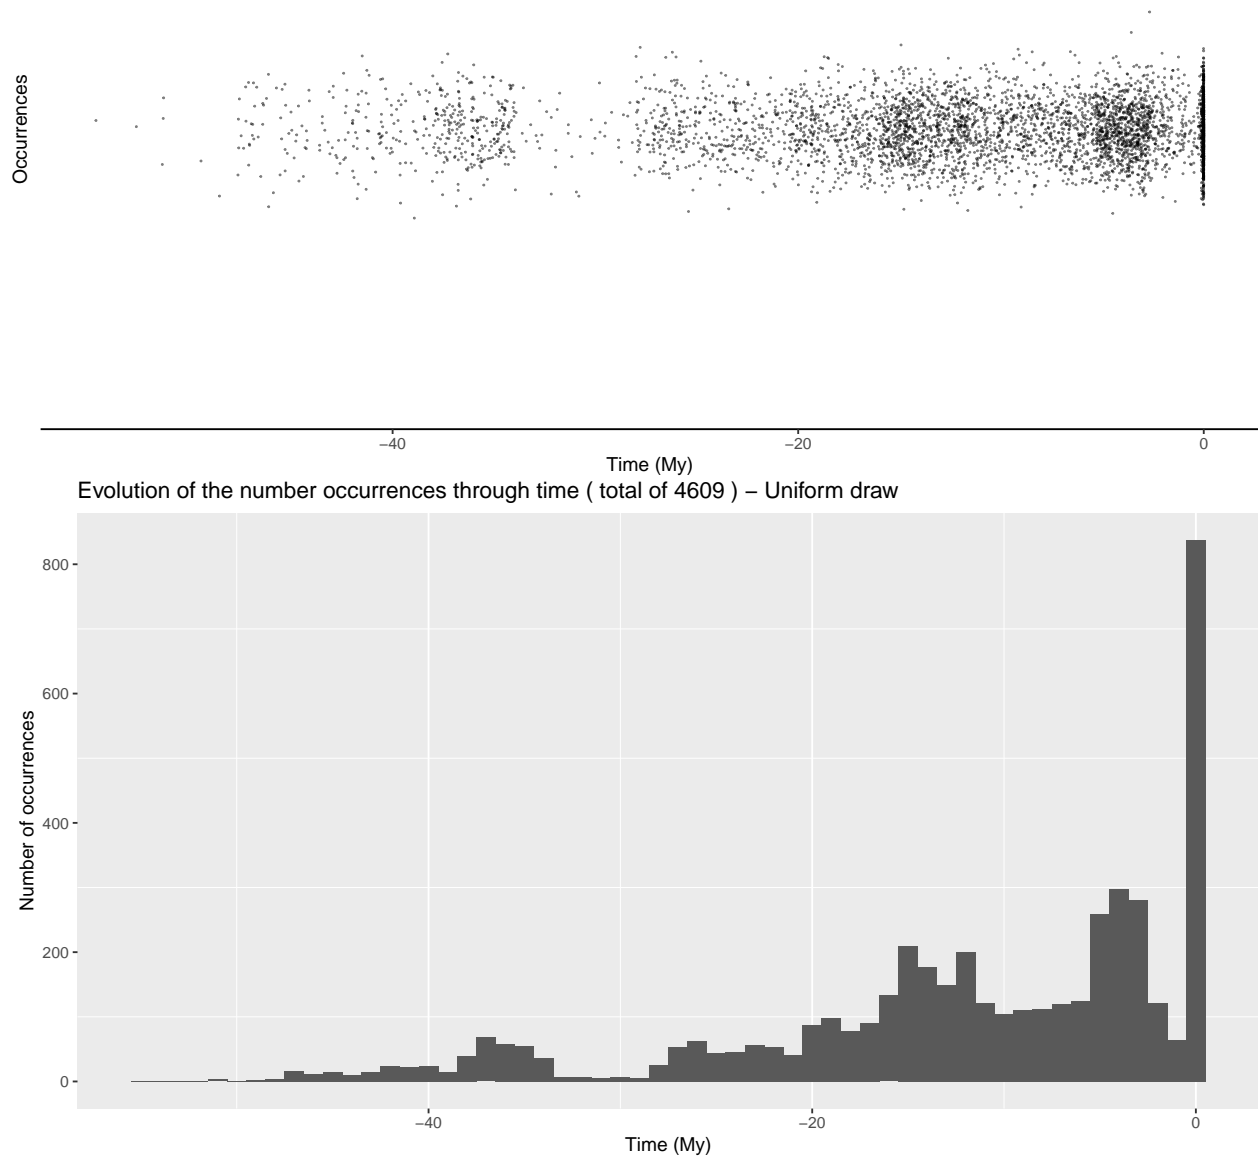 Occurrences
−40
−20
0
Time (My)
Evolution of the number occurrences through time ( total of 4609 ) − Uniform draw
800
600
400
200
0
Number of occurrences
−40
−20
0
Time (My)